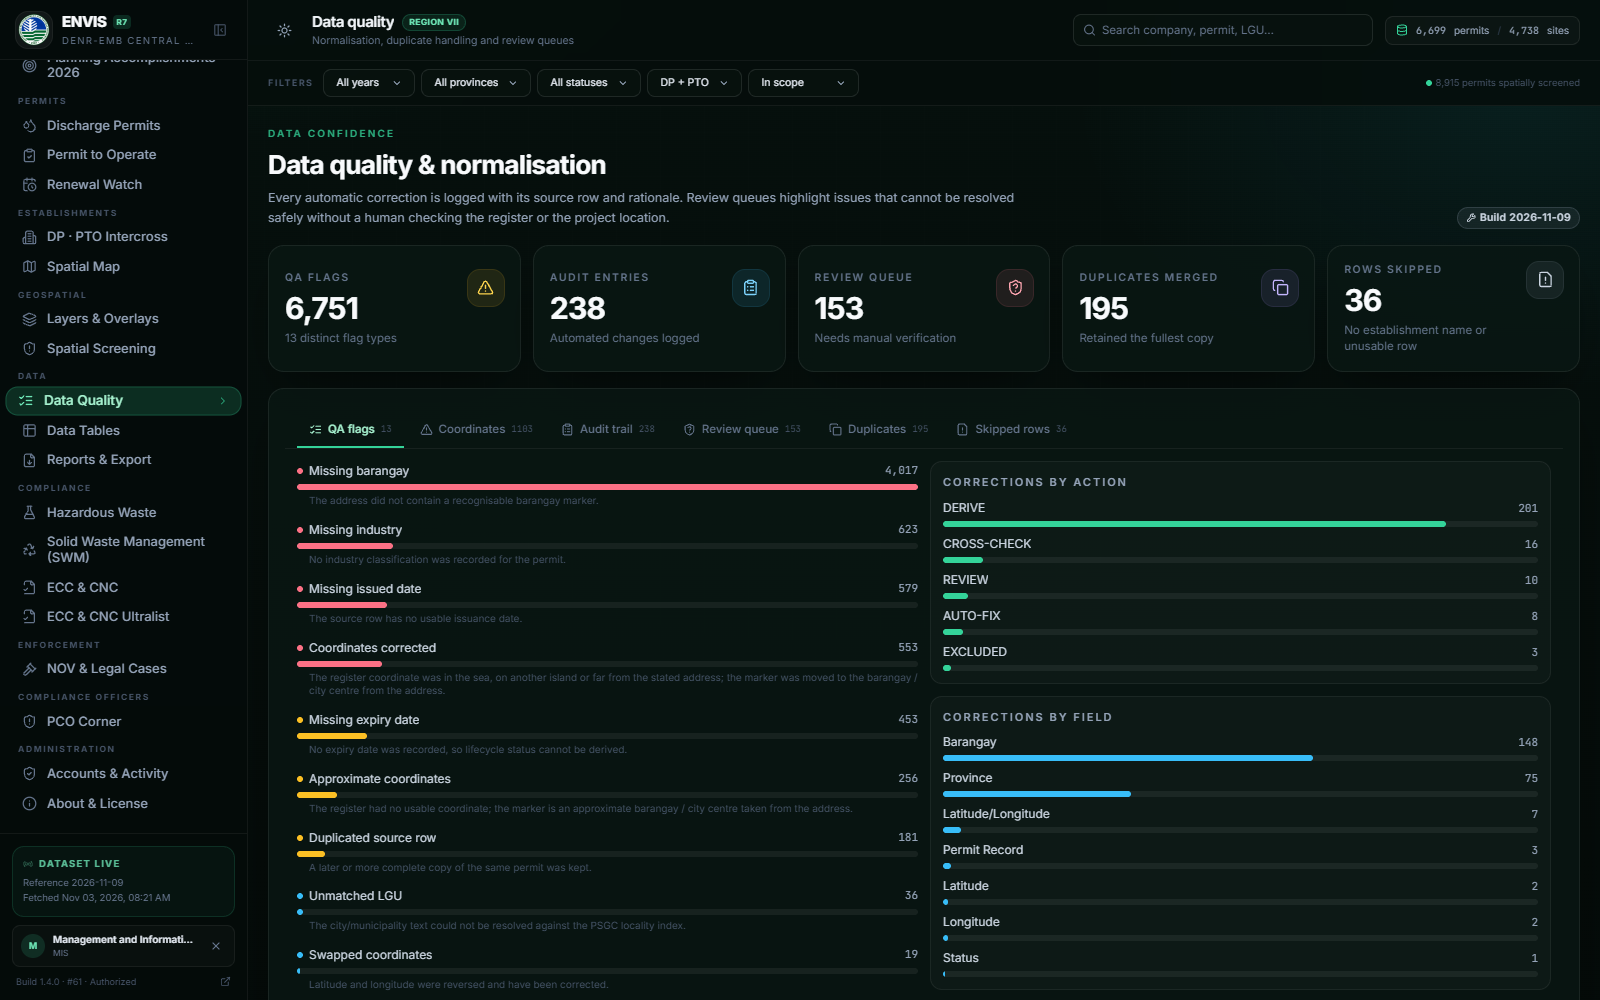 ENVIS R7
DENR-EMB CENTRAL ...
Planning Accomplishments
2026
PERMITS
Discharge Permits
Permit to Operate
Renewal Watch
ESTABLISHMENTS
DP · PTO Intercross
Spatial Map
GEOSPATIAL
Layers & Overlays
Spatial Screening
DATA
Data Quality
Data Tables
Reports & Export
COMPLIANCE
Hazardous Waste
Solid Waste Management
(SWM)
ECC & CNC
ECC & CNC Ultralist
ENFORCEMENT
NOV & Legal Cases
COMPLIANCE OFFICERS
PCO Corner
ADMINISTRATION
Accounts & Activity
About & License
DATASET LIVE
Reference 2026-11-09
Fetched Nov 03, 2026, 08:21 AM
M
Management and Informati...
MIS
Build 1.4.0 · #61 · Authorized
Data quality REGION VII
Normalisation, duplicate handling and review queues
Search company, permit, LGU...
6,699 permits / 4,738 sites
FILTERS All years All provinces All statuses DP + PTO In scope
8,915 permits spatially screened
DATA CONFIDENCE
Data quality & normalisation
Every automatic correction is logged with its source row and rationale. Review queues highlight issues that cannot be resolved
safely without a human checking the register or the project location.
Build 2026-11-09
QA FLAGS
6,751
13 distinct flag types
AUDIT ENTRIES
238
Automated changes logged
REVIEW QUEUE
153
Needs manual verification
DUPLICATES MERGED
195
Retained the fullest copy
ROWS SKIPPED
36
No establishment name or
unusable row
QA flags 13 Coordinates 1103 Audit trail 238 Review queue 153 Duplicates 195 Skipped rows 36
Missing barangay 4,017
The address did not contain a recognisable barangay marker.
Missing industry 623
No industry classification was recorded for the permit.
Missing issued date 579
The source row has no usable issuance date.
Coordinates corrected 553
The register coordinate was in the sea, on another island or far from the stated address; the marker was moved to the barangay /
city centre from the address.
Missing expiry date 453
No expiry date was recorded, so lifecycle status cannot be derived.
Approximate coordinates 256
The register had no usable coordinate; the marker is an approximate barangay / city centre taken from the address.
Duplicated source row 181
A later or more complete copy of the same permit was kept.
Unmatched LGU 36
The city/municipality text could not be resolved against the PSGC locality index.
Swapped coordinates 19
Latitude and longitude were reversed and have been corrected.
CORRECTIONS BY ACTION
DERIVE 201
CROSS-CHECK 16
REVIEW 10
AUTO-FIX 8
EXCLUDED 3
CORRECTIONS BY FIELD
Barangay 148
Province 75
Latitude/Longitude 7
Permit Record 3
Latitude 2
Longitude 2
Status 1